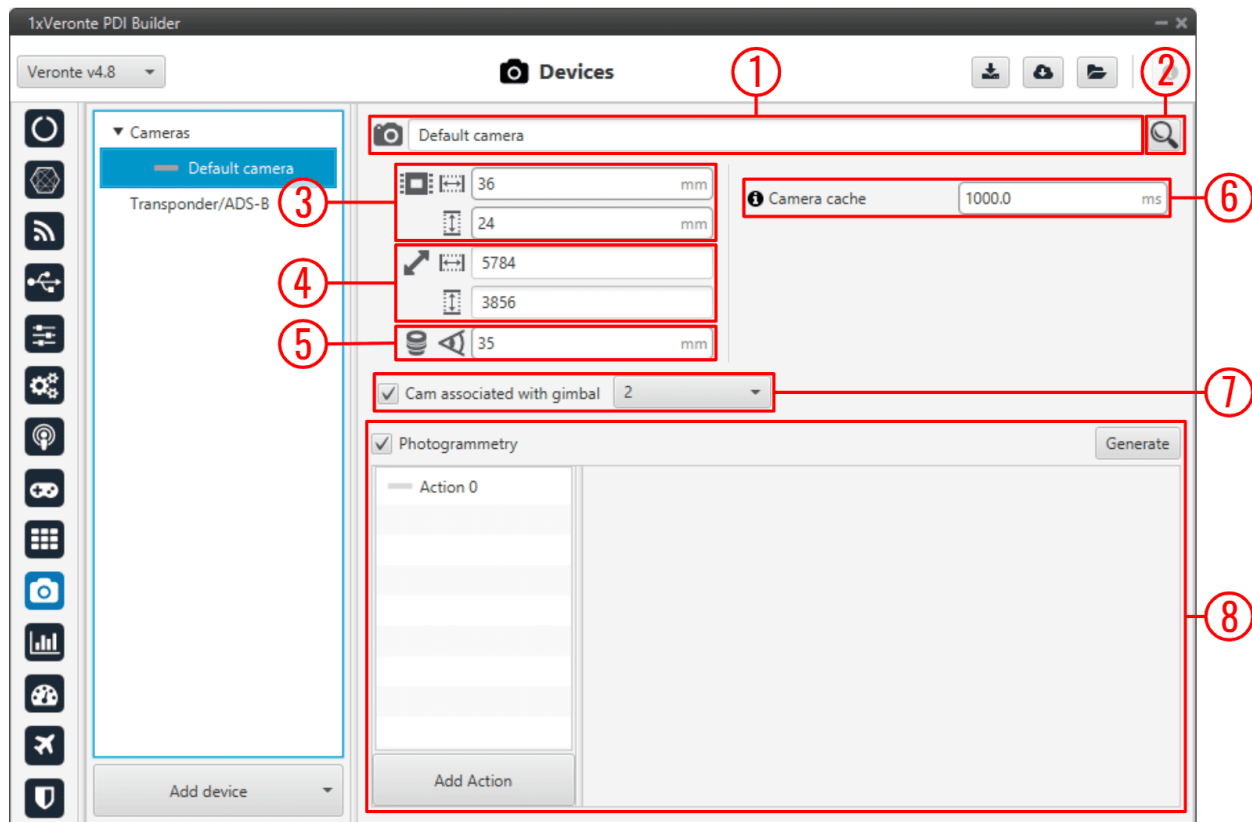 1xVeronte PDI Builder
Veronte v4.8
Devices
1
2
Cameras
Default camera
Transponder/ADS-B
Add device
Default camera
3
36 mm
24 mm
6
Camera cache 1000.0 ms
4
5784
3856
5
35 mm
7
Cam associated with gimbal 2
8
Photogrammetry Generate
Action 0
Add Action